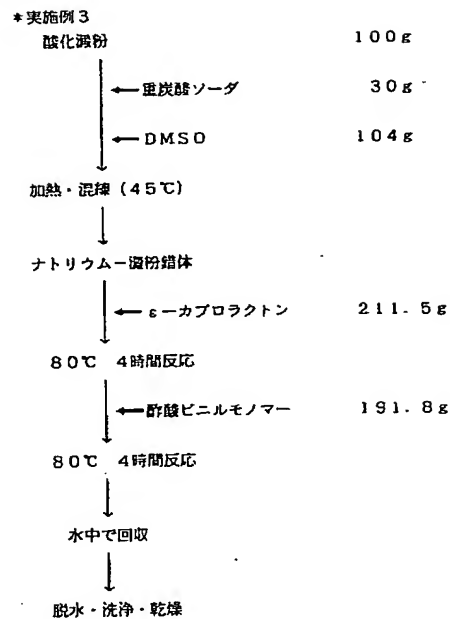 *実施例3
酸化澱粉 100g
←重炭酸ソーダ 30g
←DMSO 104g
加熱・混練(45℃)
ナトリウムー澱粉錯体
←ε-カプロラクトン 211.5g
80℃ 4時間反応
←酢酸ビニルモノマー 191.8g
80℃ 4時間反応
水中で回収
脱水・洗浄・乾燥